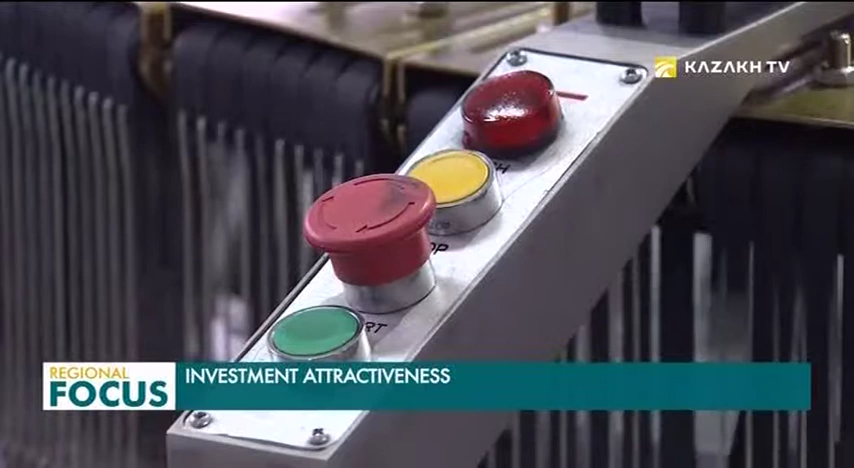 KAZAKH TV
REGIONAL
FOCUS
INVESTMENT ATTRACTIVENESS